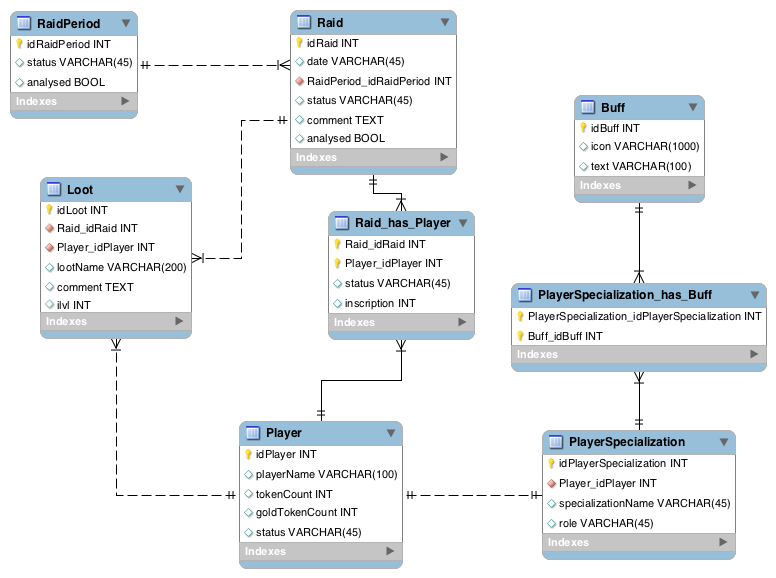 RaidPeriod
idRaidPeriod INT
status VARCHAR(45)
analysed BOOL
Indexes
Raid
idRaid INT
date VARCHAR(45)
RaidPeriod_idRaidPeriod INT
status VARCHAR(45)
comment TEXT
analysed BOOL
Indexes
Buff
idBuff INT
icon VARCHAR(1000)
text VARCHAR(100)
Indexes
Loot
idLoot INT
Raid_idRaid INT
Player_idPlayer INT
lootName VARCHAR(200)
comment TEXT
ilvl INT
Indexes
Raid_has_Player
Raid_idRaid INT
Player_idPlayer INT
status VARCHAR(45)
inscription INT
Indexes
PlayerSpecialization_has_Buff
PlayerSpecialization_idPlayerSpecialization INT
Buff_idBuff INT
Indexes
Player
idPlayer INT
playerName VARCHAR(100)
tokenCount INT
goldTokenCount INT
status VARCHAR(45)
Indexes
PlayerSpecialization
idPlayerSpecialization INT
Player_idPlayer INT
specializationName VARCHAR(45)
role VARCHAR(45)
Indexes